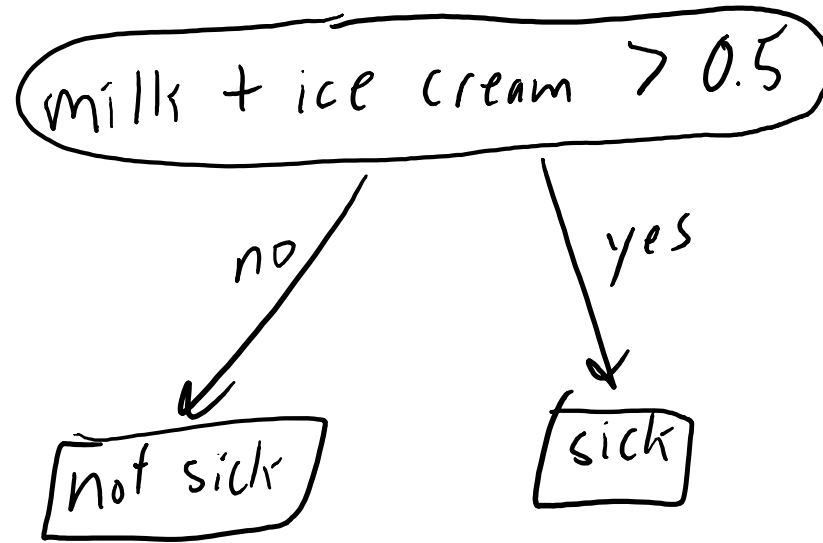 milk + ice cream > 0.5
no
yes
not sick
sick